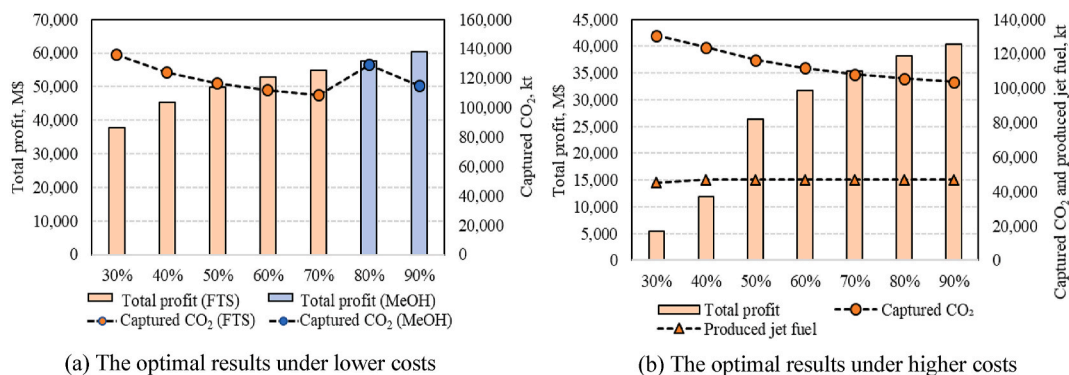 70,000
60,000
50,000
40,000
30,000
20,000
10,000
0
Total profit, M$
160,000
140,000
120,000
100,000
80,000
60,000
40,000
20,000
0
Captured CO₂, kt
30% 40% 50% 60% 70% 80% 90%
Total profit (FTS) Total profit (MeOH)
Captured CO₂ (FTS) Captured CO₂ (MeOH)
(a) The optimal results under lower costs
45,000
40,000
35,000
30,000
25,000
20,000
15,000
10,000
5,000
0
Total profit, M$
140,000
120,000
100,000
80,000
60,000
40,000
20,000
0
Captured CO₂ and produced jet fuel, kt
30% 40% 50% 60% 70% 80% 90%
Total profit Captured CO₂
Produced jet fuel
(b) The optimal results under higher costs